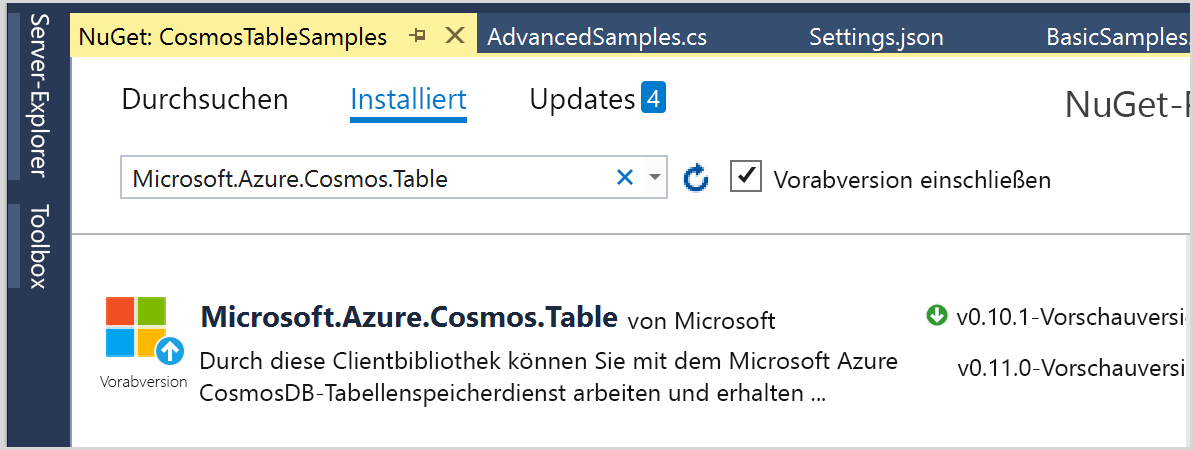 Server-Explorer
Toolbox
NuGet: CosmosTableSamples
AdvancedSamples.cs
Settings.json
BasicSamples.
Durchsuchen
Installiert
Updates 4
NuGet-
Microsoft.Azure.Cosmos.Table
Vorabversion einschließen
Microsoft.Azure.Cosmos.Table von Microsoft
v0.10.1-Vorschauversi
Durch diese Clientbibliothek können Sie mit dem Microsoft Azure
v0.11.0-Vorschauversi
CosmosDB-Tabellenspeicherdienst arbeiten und erhalten ...
Vorabversion